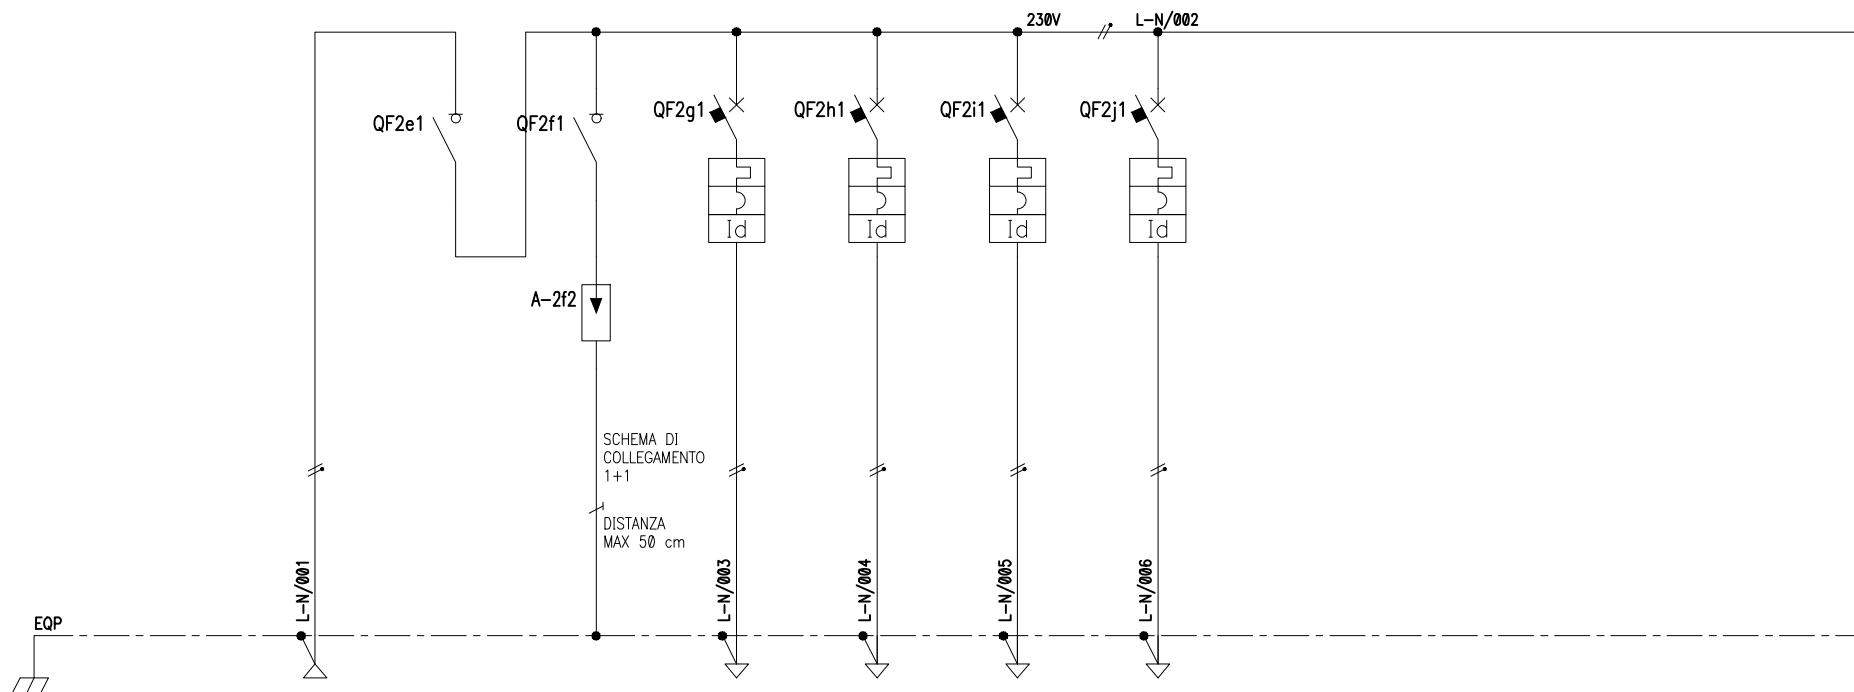 230V
L-N/002
QF2e1
QF2f1
QF2g1
QF2h1
QF2i1
QF2j1
Id
Id
Id
Id
A-2f2
SCHEMA DI
COLLEGAMENTO
1+1
DISTANZA
MAX 50 cm
L-N/001
L-N/003
L-N/004
L-N/005
L-N/006
EQP